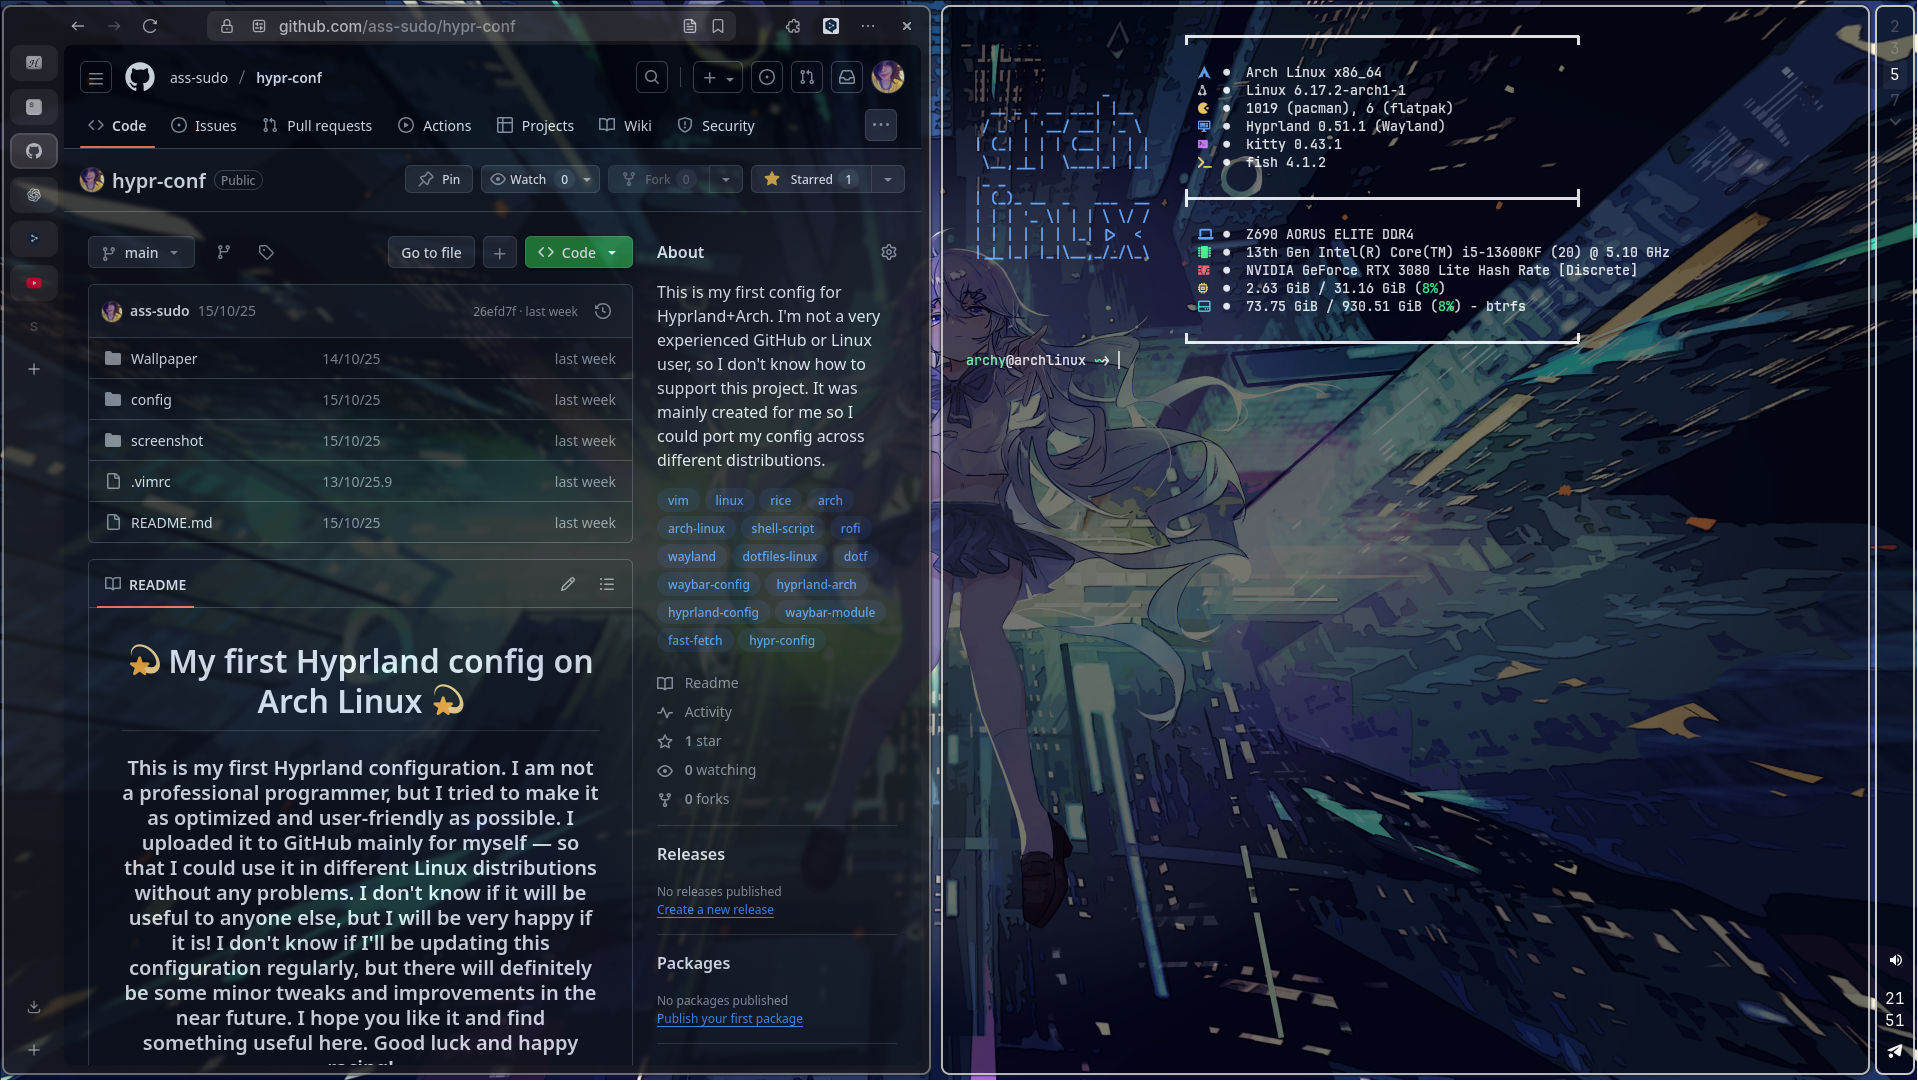 github.com/ass-sudo/hypr-conf
ass-sudo / hypr-conf
Code Issues Pull requests Actions Projects Wiki Security
hypr-conf Public
Pin Watch 0 Fork 0 Starred 1
main
Go to file
Code
ass-sudo 15/10/25 26efd7f · last week
Wallpaper 14/10/25 last week
config 15/10/25 last week
screenshot 15/10/25 last week
.vimrc 13/10/25.9 last week
README.md 15/10/25 last week
README
My first Hyprland config on
Arch Linux
This is my first Hyprland configuration. I am not
a professional programmer, but I tried to make it
as optimized and user-friendly as possible. I
uploaded it to GitHub mainly for myself — so
that I could use it in different Linux distributions
without any problems. I don't know if it will be
useful to anyone else, but I will be very happy if
it is! I don't know if I'll be updating this
configuration regularly, but there will definitely
be some minor tweaks and improvements in the
near future. I hope you like it and find
something useful here. Good luck and happy
About
This is my first config for
Hyprland+Arch. I'm not a very
experienced GitHub or Linux
user, so I don't know how to
support this project. It was
mainly created for me so I
could port my config across
different distributions.
vim linux rice arch
arch-linux shell-script rofi
wayland dotfiles-linux dotf
waybar-config hyprland-arch
hyprland-config waybar-module
fast-fetch hypr-config
Readme
Activity
1 star
0 watching
0 forks
Releases
No releases published
Create a new release
Packages
No packages published
Publish your first package
Arch Linux x86_64
Linux 6.17.2-arch1-1
1019 (pacman), 6 (flatpak)
Hyprland 0.51.1 (Wayland)
kitty 0.43.1
fish 4.1.2
Z690 AORUS ELITE DDR4
13th Gen Intel(R) Core(TM) i5-13600KF (20) @ 5.10 GHz
NVIDIA GeForce RTX 3080 Lite Hash Rate [Discrete]
2.63 GiB / 31.16 GiB (8%)
73.75 GiB / 930.51 GiB (8%) - btrfs
archy@archlinux ~>
2
3
5
7
21
51